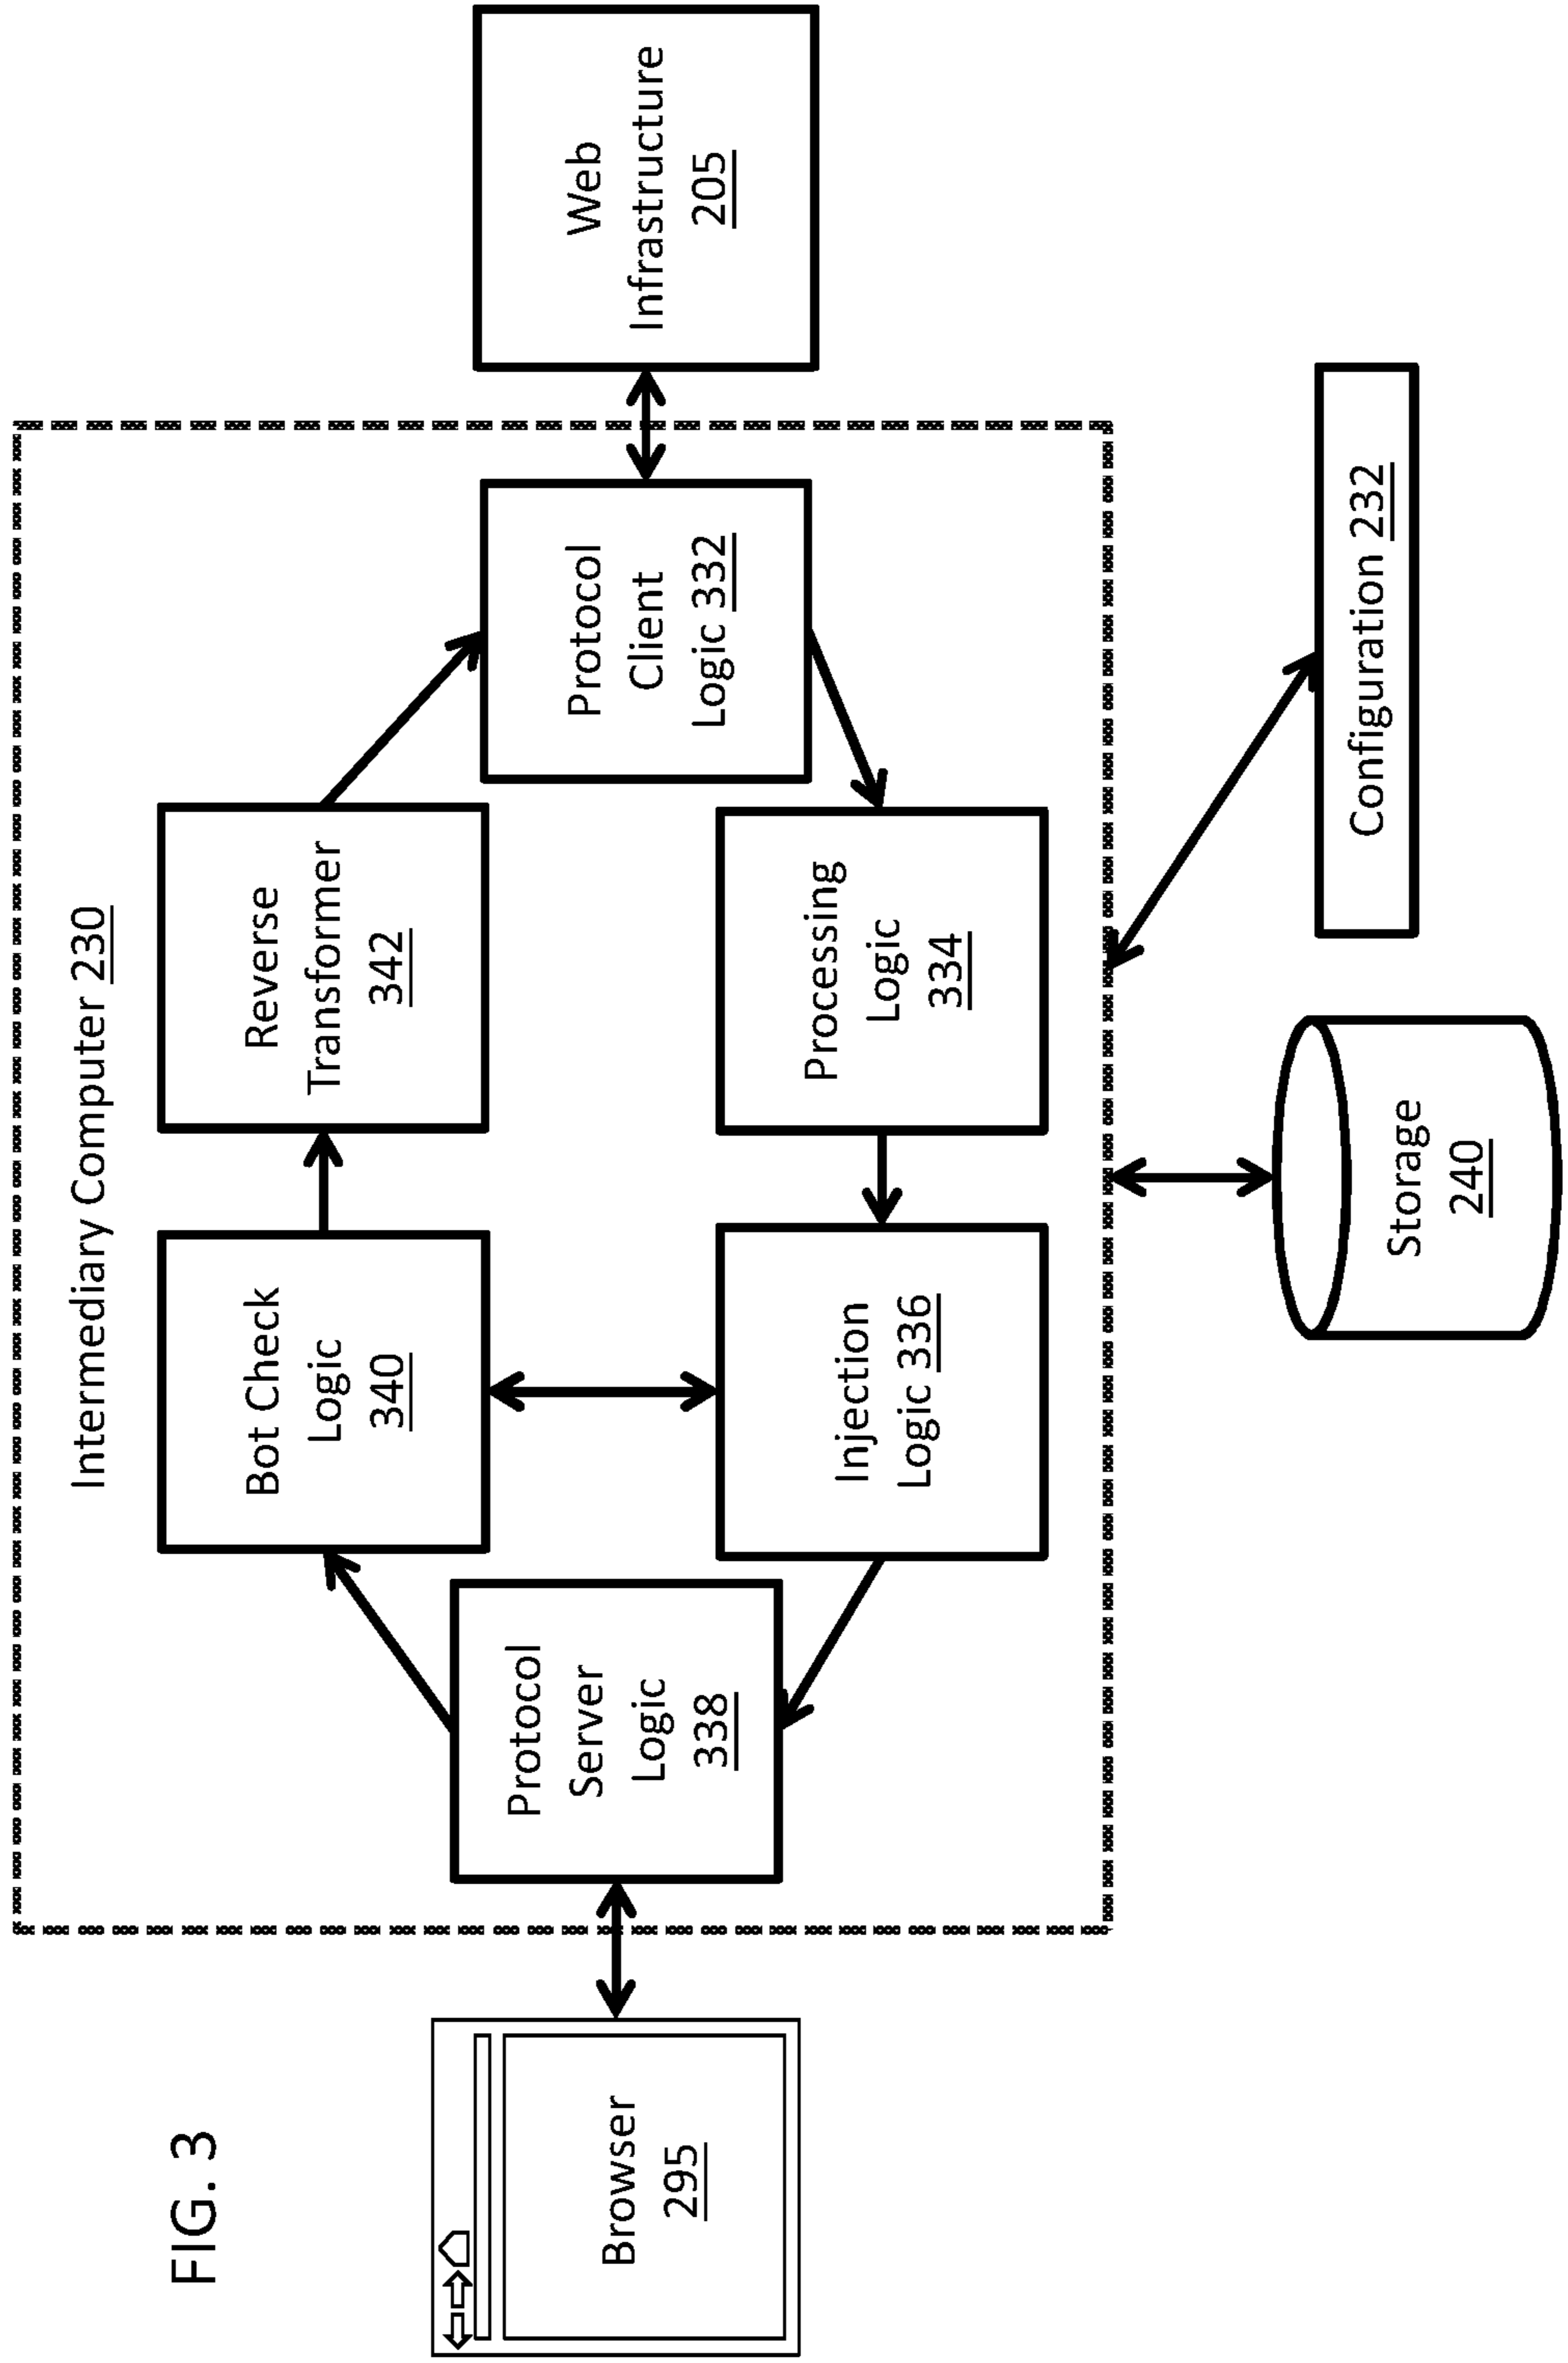 FIG. 3
Intermediary Computer 230
Bot Check
Logic
340
Reverse
Transformer
342
Browser
295
Protocol
Server
Logic
338
Protocol
Client
Logic 332
Web
Infrastructure
205
Injection
Logic 336
Processing
Logic
334
Storage
240
Configuration 232